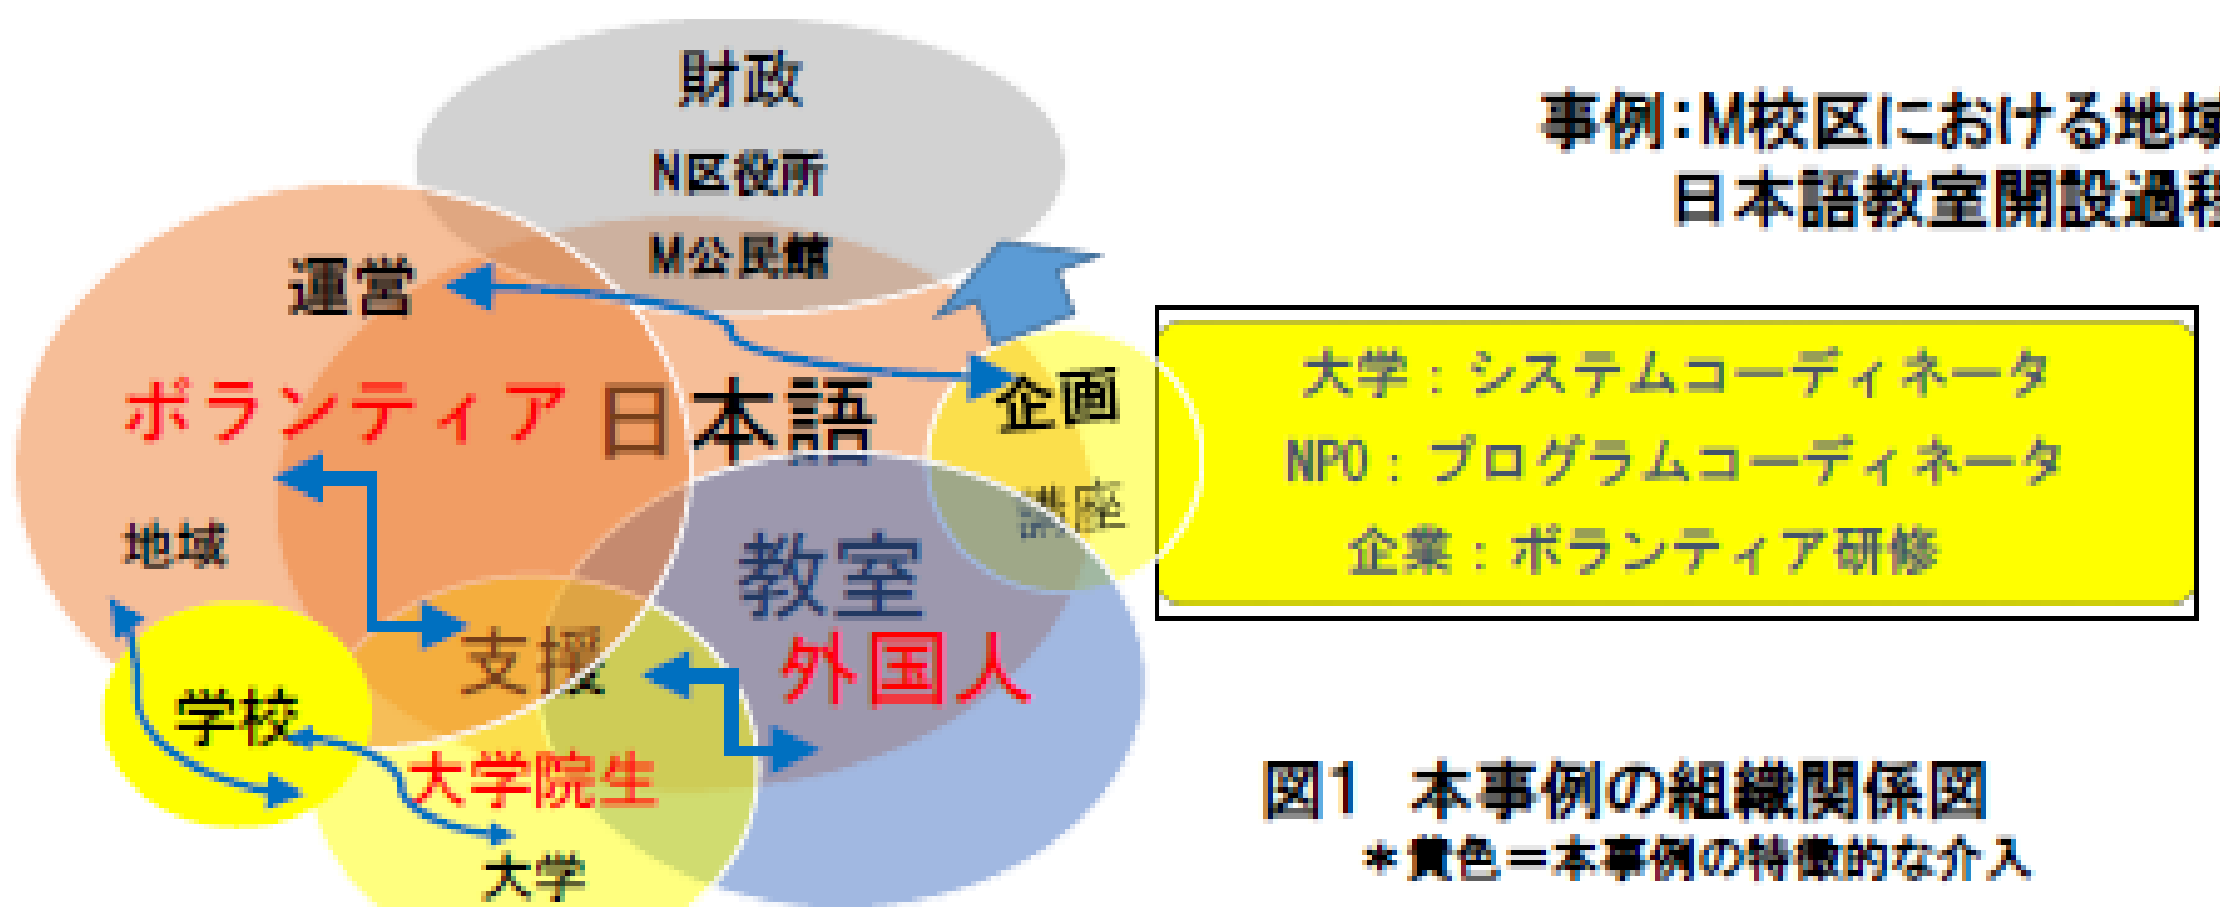 財政
N区役所
M公民館
運営
ボランティア
日本語
教室
企画
講座
地域
支援
外国人
学校
大学院生
大学
事例：M校区における地域
日本語教室開設過程
大学：システムコーディネータ
NPO：プログラムコーディネータ
企業：ボランティア研修
図1　本事例の組織関係図
＊黄色＝本事例の特徴的な介入